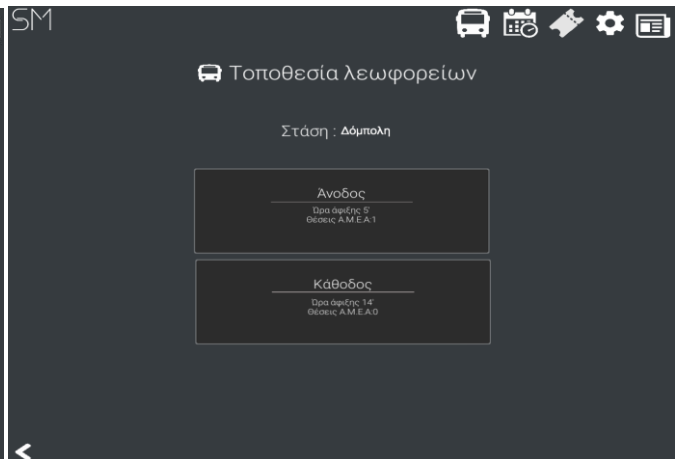 SM
Τοποθεσία λεωφορείων
Στάση : Δόμπολη
Άνοδος
Ώρα άφιξης 5'
Θέσεις Α.Μ.Ε.Α:1
Κάθοδος
Ώρα άφιξης 14'
Θέσεις Α.Μ.Ε.Α:0